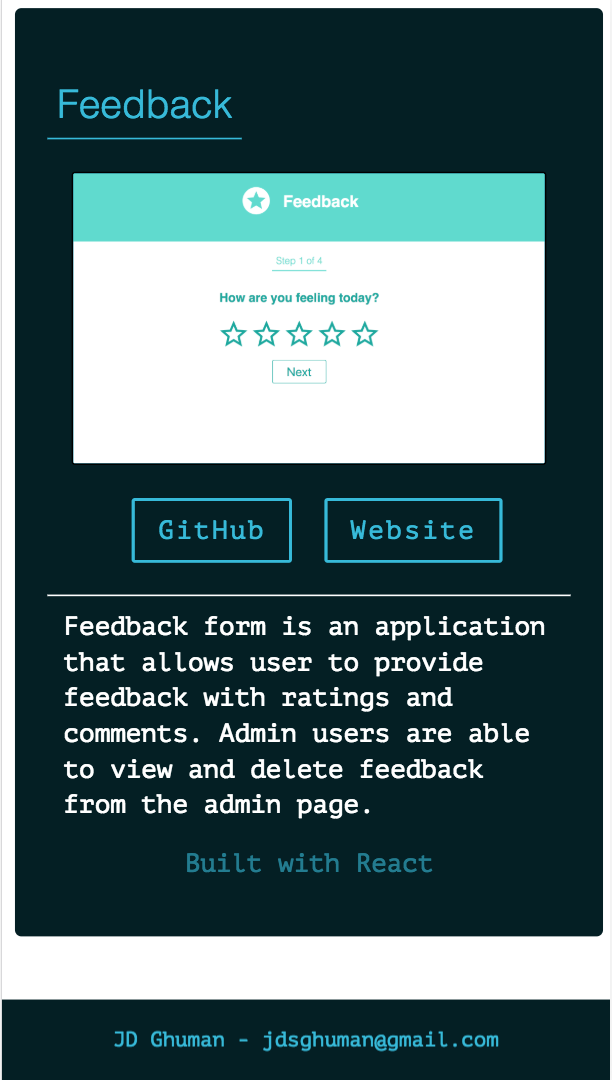 Feedback
Feedback
Step 1 of 4
How are you feeling today?
Next
GitHub Website
Feedback form is an application
that allows user to provide
feedback with ratings and
comments. Admin users are able
to view and delete feedback
from the admin page.
Built with React
JD Ghuman - jdsghuman@gmail.com